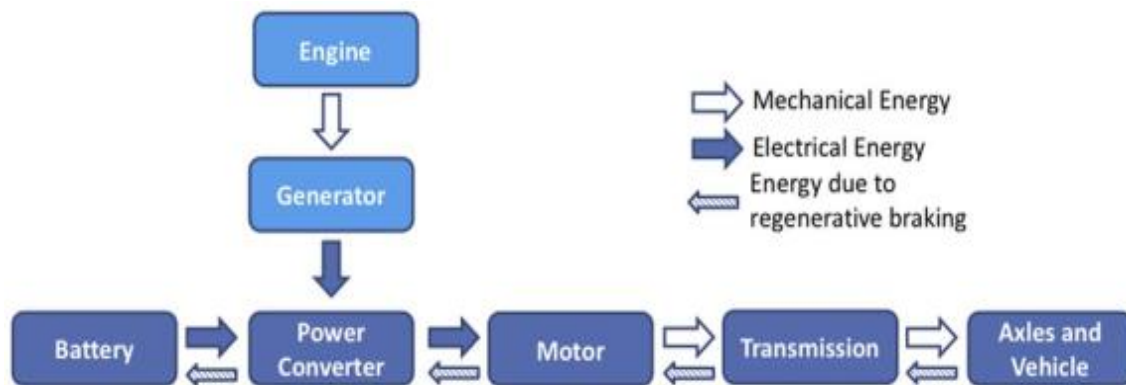 Engine
Mechanical Energy
Generator
Electrical Energy
Energy due to
regenerative braking
Battery
Power
Converter
Motor
Transmission
Axles and
Vehicle